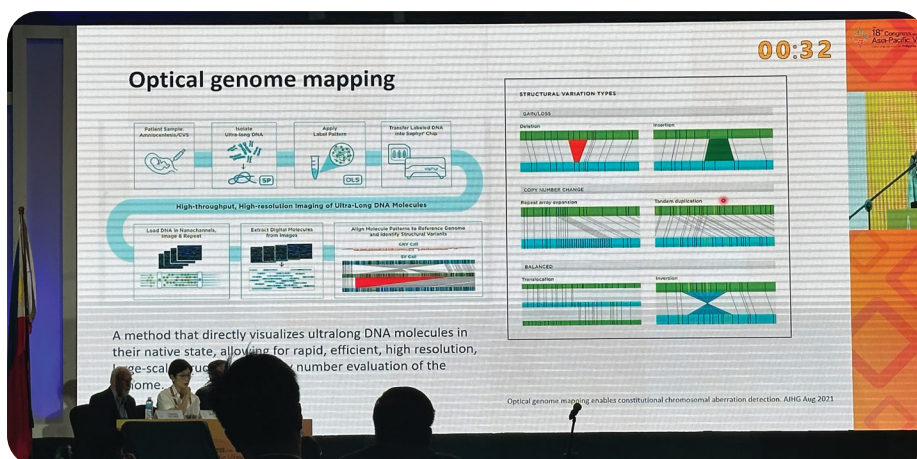 00:32
18th Congress
Asia-Pacific
Optical genome mapping
Patient Sample:
Amniocentesis/CVS
Isolate
Ultra-long DNA
SP
Apply
Label Pattern
DLS
Transfer Labeled DNA
into Saphyr® Chip
High-throughput, High-resolution Imaging of Ultra-Long DNA Molecules
Load DNA in Nanochannels,
Image & Repeat
Extract Digital Molecules
from Images
Align Molecule Patterns to Reference Genome
and Identify Structural Variants
CNV Call
SV Call
STRUCTURAL VARIATION TYPES
GAIN/LOSS
Deletion
Insertion
COPY NUMBER CHANGE
Repeat array expansion
Tandem duplication
BALANCED
Translocation
Inversion
A method that directly visualizes ultralong DNA molecules in
their native state, allowing for rapid, efficient, high resolution,
number evaluation of the
Optical genome mapping enables constitutional chromosomal aberration detection. AJHG Aug 2021